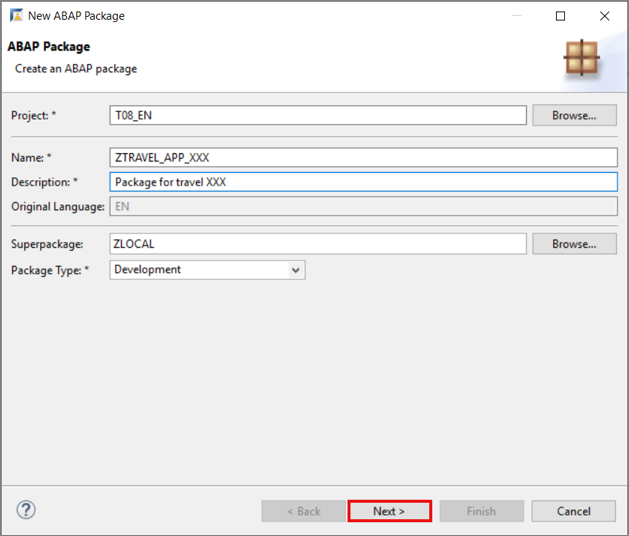 New ABAP Package
ABAP Package
Create an ABAP package
Project: * T08_EN Browse...
Name: * ZTRAVEL_APP_XXX
Description: * Package for travel XXX
Original Language: EN
Superpackage: ZLOCAL Browse...
Package Type: * Development
? < Back Next > Finish Cancel